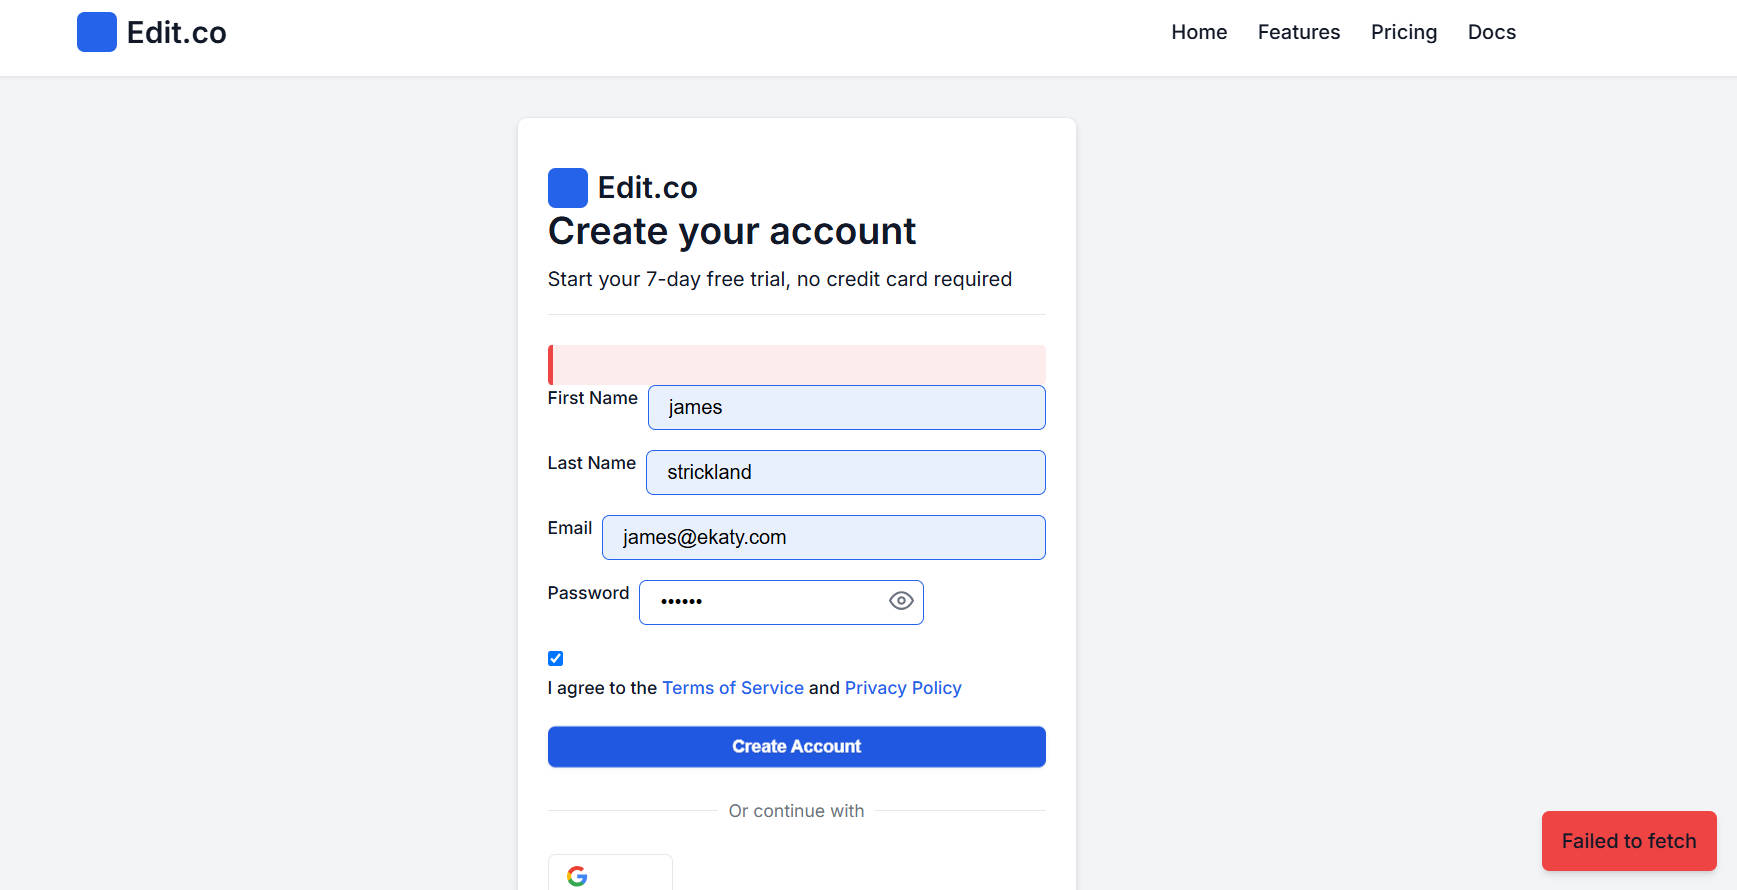 Edit.co
Home Features Pricing Docs
Edit.co
Create your account
Start your 7-day free trial, no credit card required
First Name james
Last Name strickland
Email james@ekaty.com
Password ••••••
I agree to the Terms of Service and Privacy Policy
Create Account
Or continue with
Failed to fetch